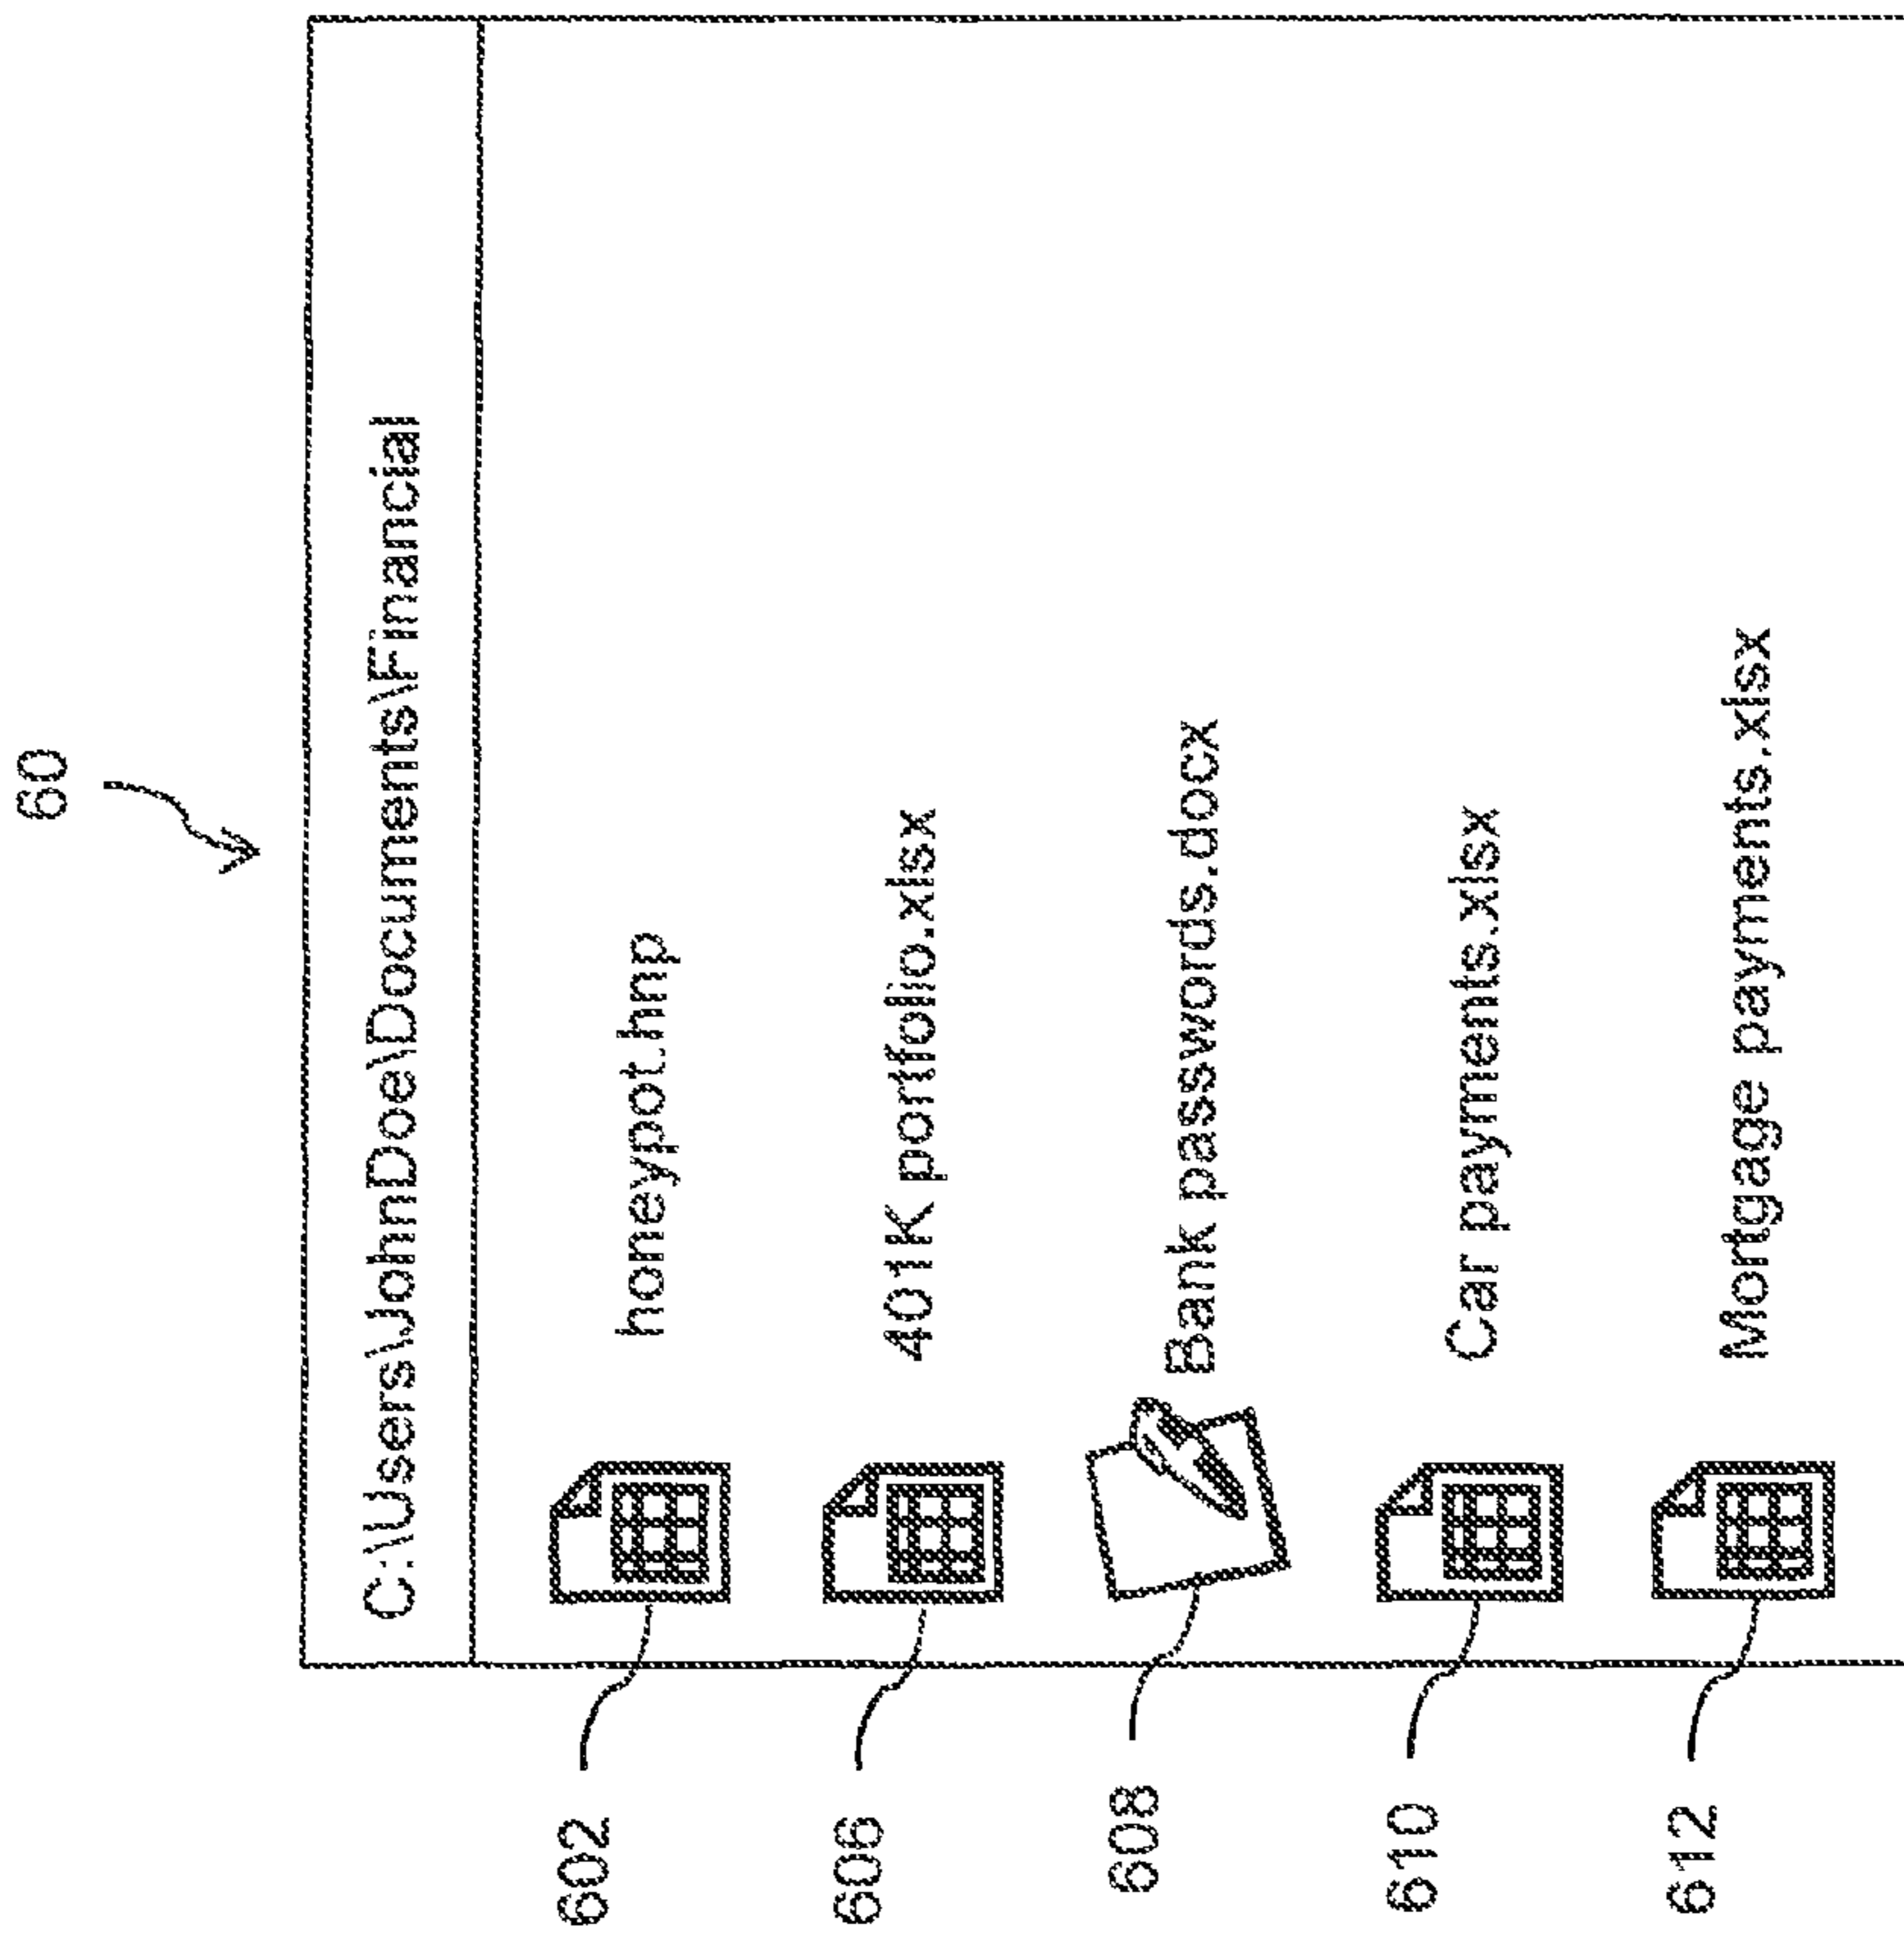 60
C:\Users\JohnDoe\Documents\Financial
602 honeypot.hnp
606 401K portfolio.xlsx
608 Bank passwords.docx
610 Car payments.xlsx
612 Mortgage payments.xlsx